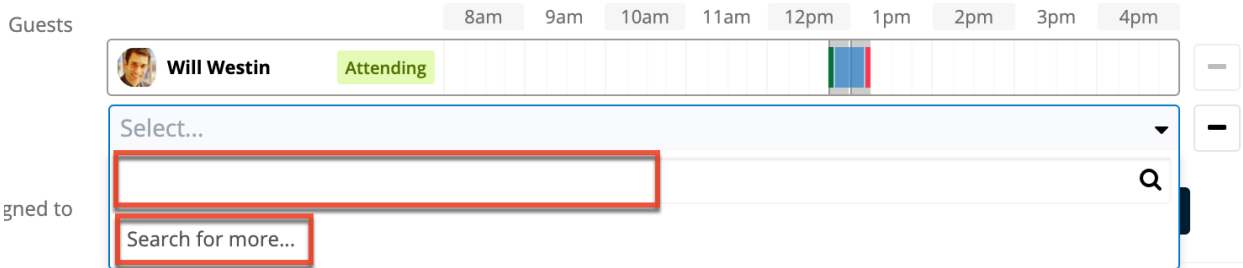 Guests
8am 9am 10am 11am 12pm 1pm 2pm 3pm 4pm
Will Westin Attending
Select...
gned to
Search for more...